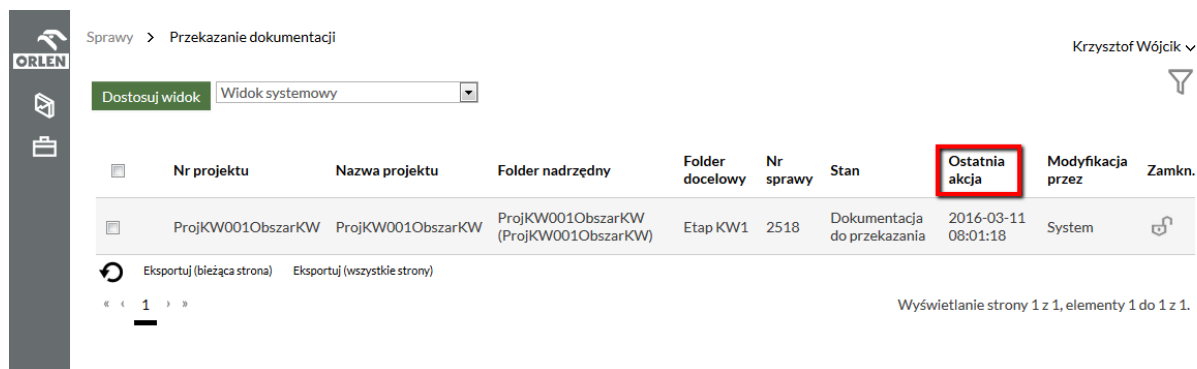 ORLEN
Sprawy > Przekazanie dokumentacji
Krzysztof Wójcik
Dostosuj widok
Widok systemowy
Nr projektu
Nazwa projektu
Folder nadrzędny
Folder
docelowy
Nr
sprawy
Stan
Ostatnia
akcja
Modyfikacja
przez
Zamkn.
ProjKW001ObszarKW
ProjKW001ObszarKW
ProjKW001ObszarKW
(ProjKW001ObszarKW)
Etap KW1
2518
Dokumentacja
do przekazania
2016-03-11
08:01:18
System
Eksportuj (bieżąca strona)
Eksportuj (wszystkie strony)
« ‹ 1 › »
Wyświetlanie strony 1 z 1, elementy 1 do 1 z 1.